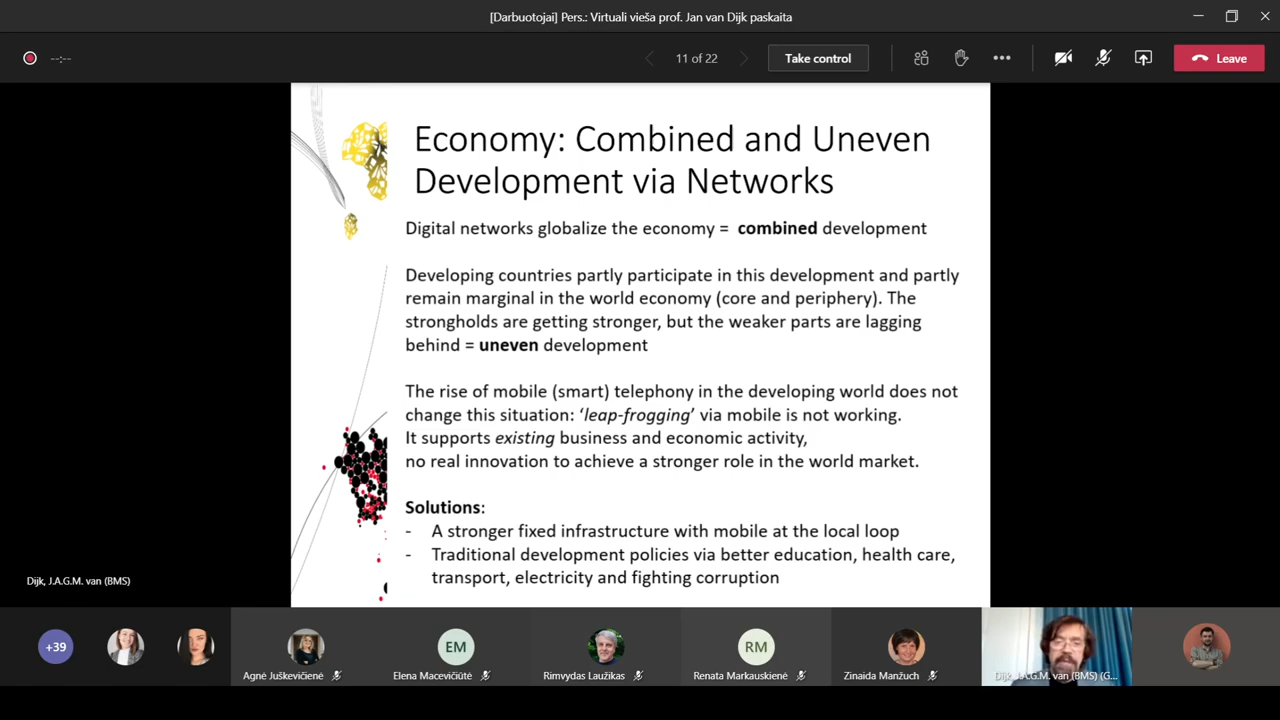 [Darbuotojai] Pers.: Virtuali vieša prof. Jan van Dijk paskaita
--:--
11 of 22
Take control
Leave
Economy: Combined and Uneven
Development via Networks
Digital networks globalize the economy = combined development
Developing countries partly participate in this development and partly
remain marginal in the world economy (core and periphery). The
strongholds are getting stronger, but the weaker parts are lagging
behind = uneven development
The rise of mobile (smart) telephony in the developing world does not
change this situation: ‘leap-frogging’ via mobile is not working.
It supports existing business and economic activity,
no real innovation to achieve a stronger role in the world market.
Solutions:
- A stronger fixed infrastructure with mobile at the local loop
- Traditional development policies via better education, health care,
transport, electricity and fighting corruption
Dijk, J.A.G.M. van (BMS)
+39
Agnė Juškevičienė
EM
Elena Macevičiūtė
Rimvydas Laužikas
RM
Renata Markauskienė
Zinaida Manžuch
Dijk, J.A.G.M. van (BMS) (G...